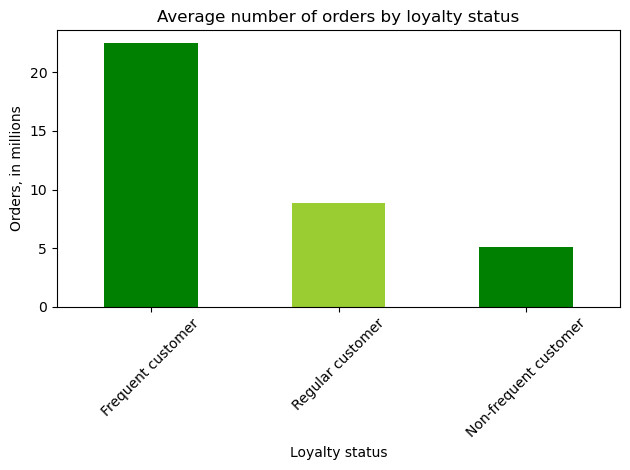 Average number of orders by loyalty status
Orders, in millions
20
15
10
5
0
Frequent customer
Regular customer
Non-frequent customer
Loyalty status